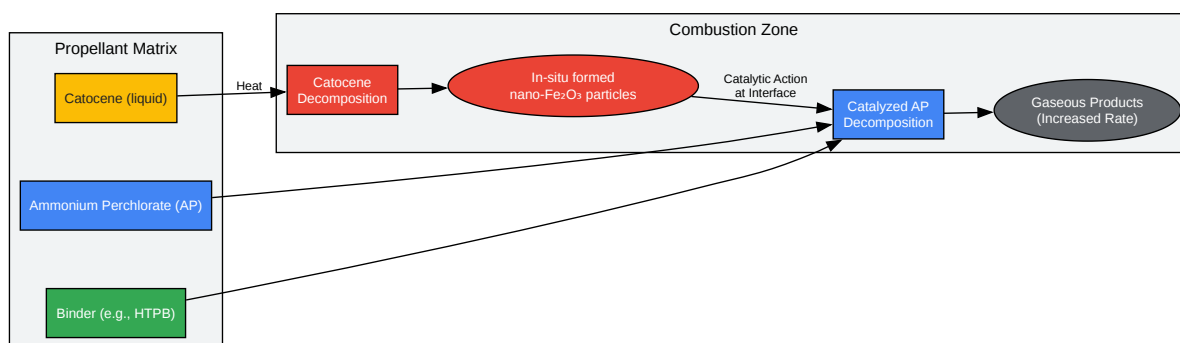 Propellant Matrix
Catocene (liquid)
Ammonium Perchlorate (AP)
Binder (e.g., HTPB)
Heat
Combustion Zone
Catocene
Decomposition
In-situ formed
nano-Fe₂O₃ particles
Catalytic Action
at Interface
Catalyzed AP
Decomposition
Gaseous Products
(Increased Rate)